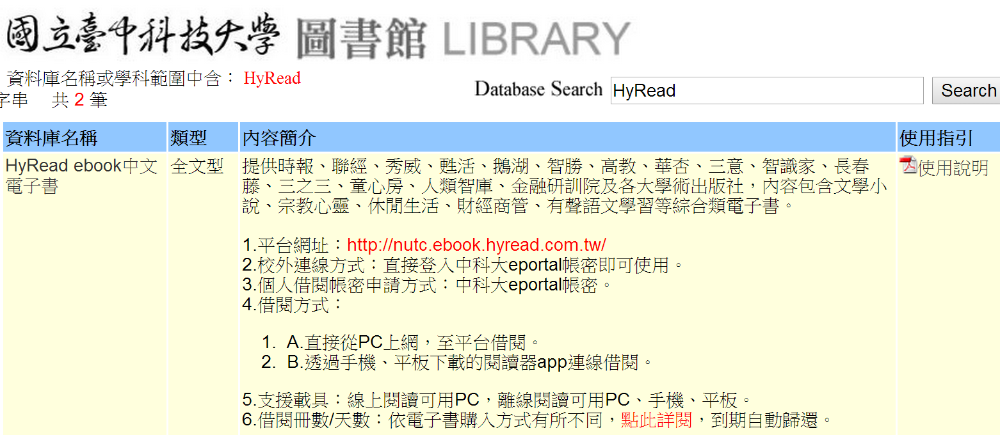 國立臺中科技大學 圖書館 LIBRARY
資料庫名稱或學科範圍中含： HyRead
字串 共 2 筆
Database Search HyRead Search
資料庫名稱 類型 內容簡介 使用指引
HyRead ebook中文
電子書
全文型
提供時報、聯經、秀威、甦活、鵝湖、智勝、高教、華杏、三意、智識家、長春
藤、三之三、童心房、人類智庫、金融研訓院及各大學術出版社，內容包含文學小
說、宗教心靈、休閒生活、財經商管、有聲語文學習等綜合類電子書。
1.平台網址：http://nutc.ebook.hyread.com.tw/
2.校外連線方式：直接登入中科大eportal帳密即可使用。
3.個人借閱帳密申請方式：中科大eportal帳密。
4.借閱方式：
1. A.直接從PC上網，至平台借閱。
2. B.透過手機、平板下載的閱讀器app連線借閱。
5.支援載具：線上閱讀可用PC，離線閱讀可用PC、手機、平板。
6.借閱冊數/天數：依電子書購入方式有所不同，點此詳閱，到期自動歸還。
使用說明